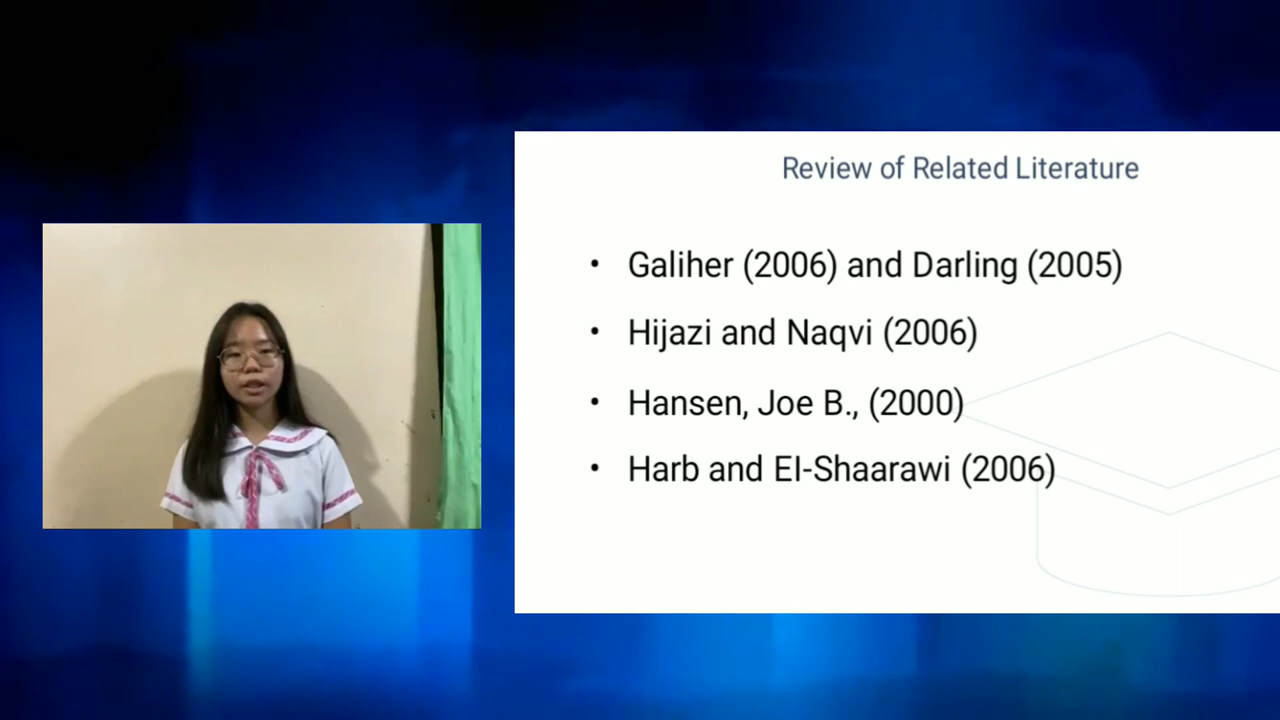 Review of Related Literature
• Galiher (2006) and Darling (2005)
• Hijazi and Naqvi (2006)
• Hansen, Joe B., (2000)
• Harb and El-Shaarawi (2006)